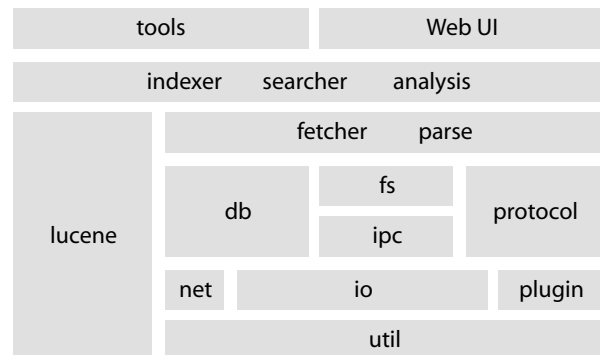 tools
Web UI
indexer searcher analysis
fetcher parse
lucene
db
fs
ipc
protocol
net
io
plugin
util